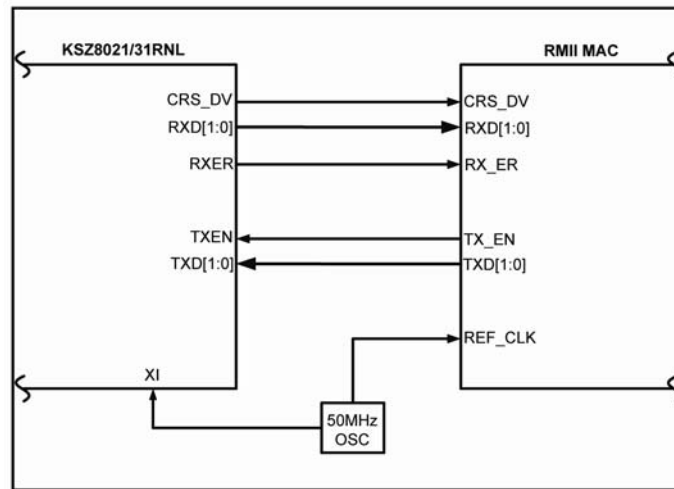 KSZ8021/31RNL
RMII MAC
CRS_DV
CRS_DV
RXD[1:0]
RXD[1:0]
RXER
RX_ER
TXEN
TX_EN
TXD[1:0]
TXD[1:0]
REF_CLK
XI
50MHz
OSC